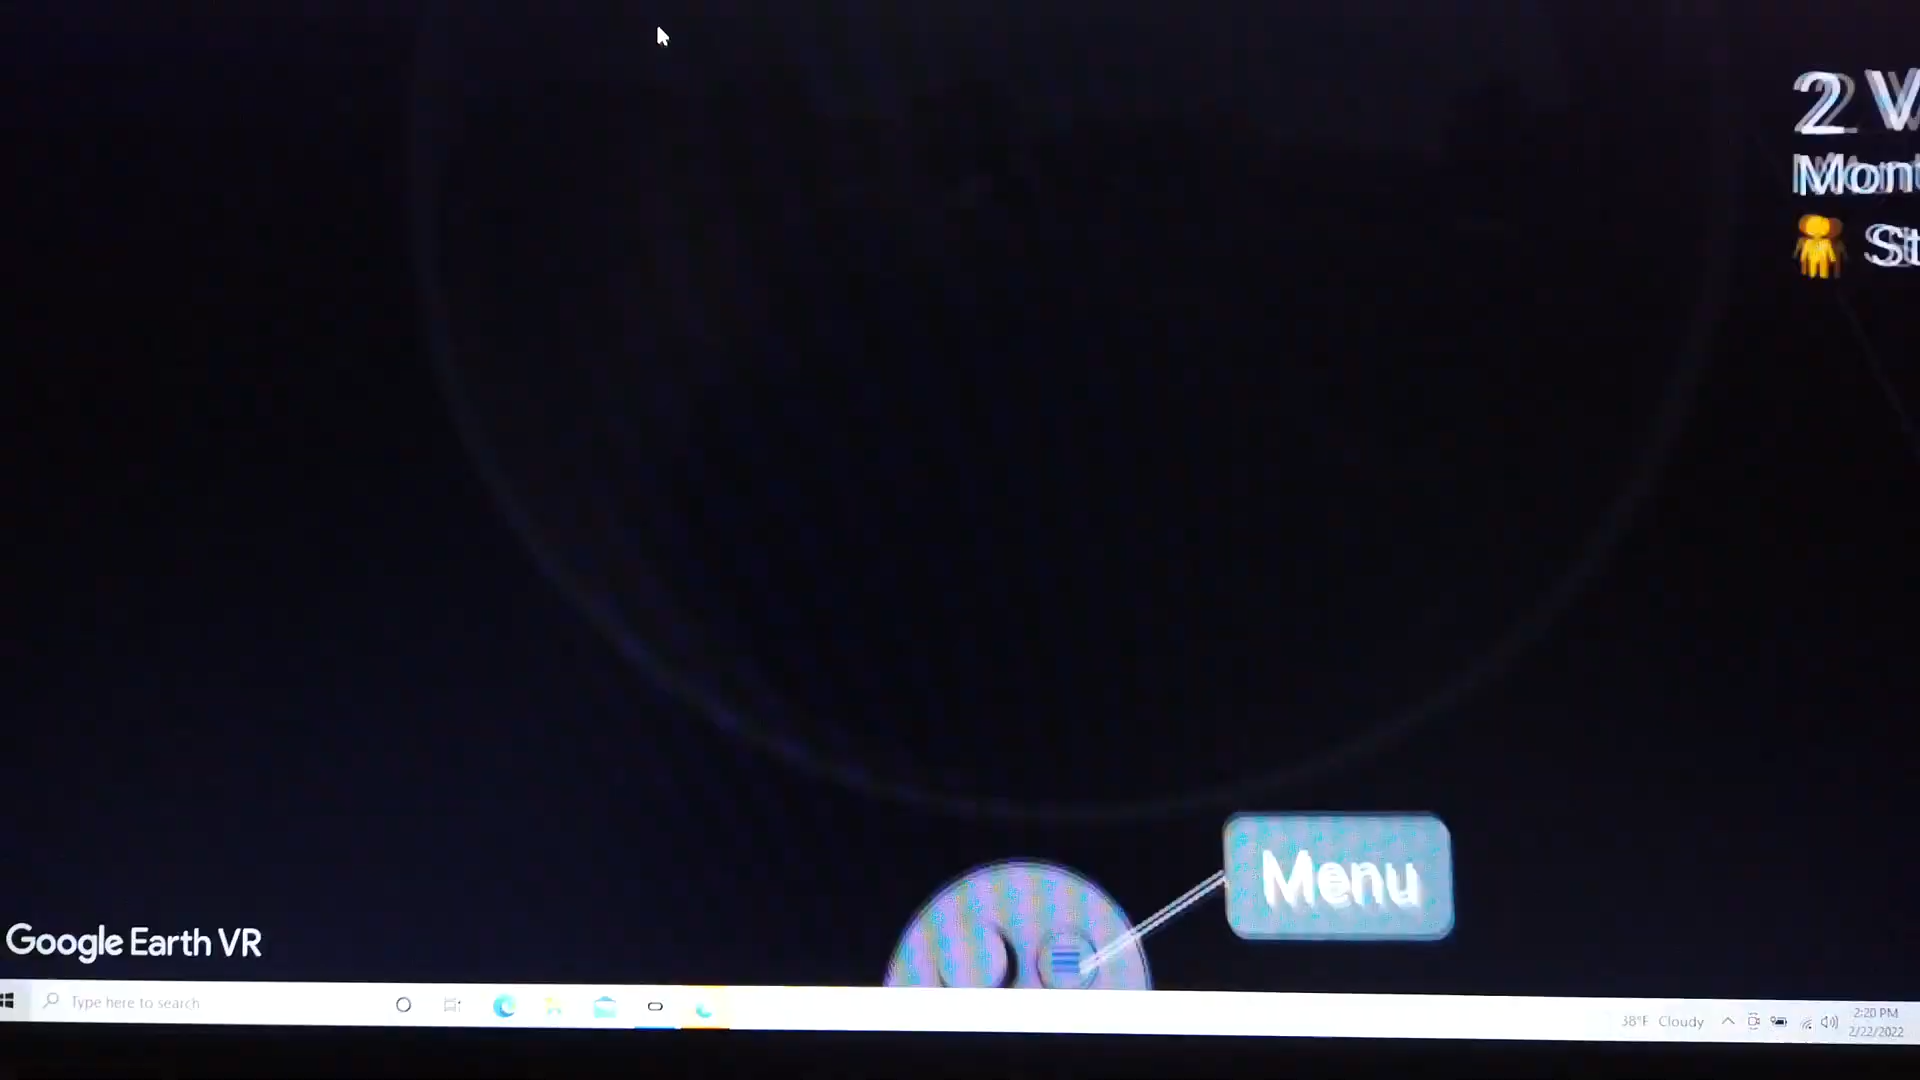 2 V
Mont
St
Menu
Google Earth VR
Type here to search
38°F Cloudy
2:20 PM
2/22/2022